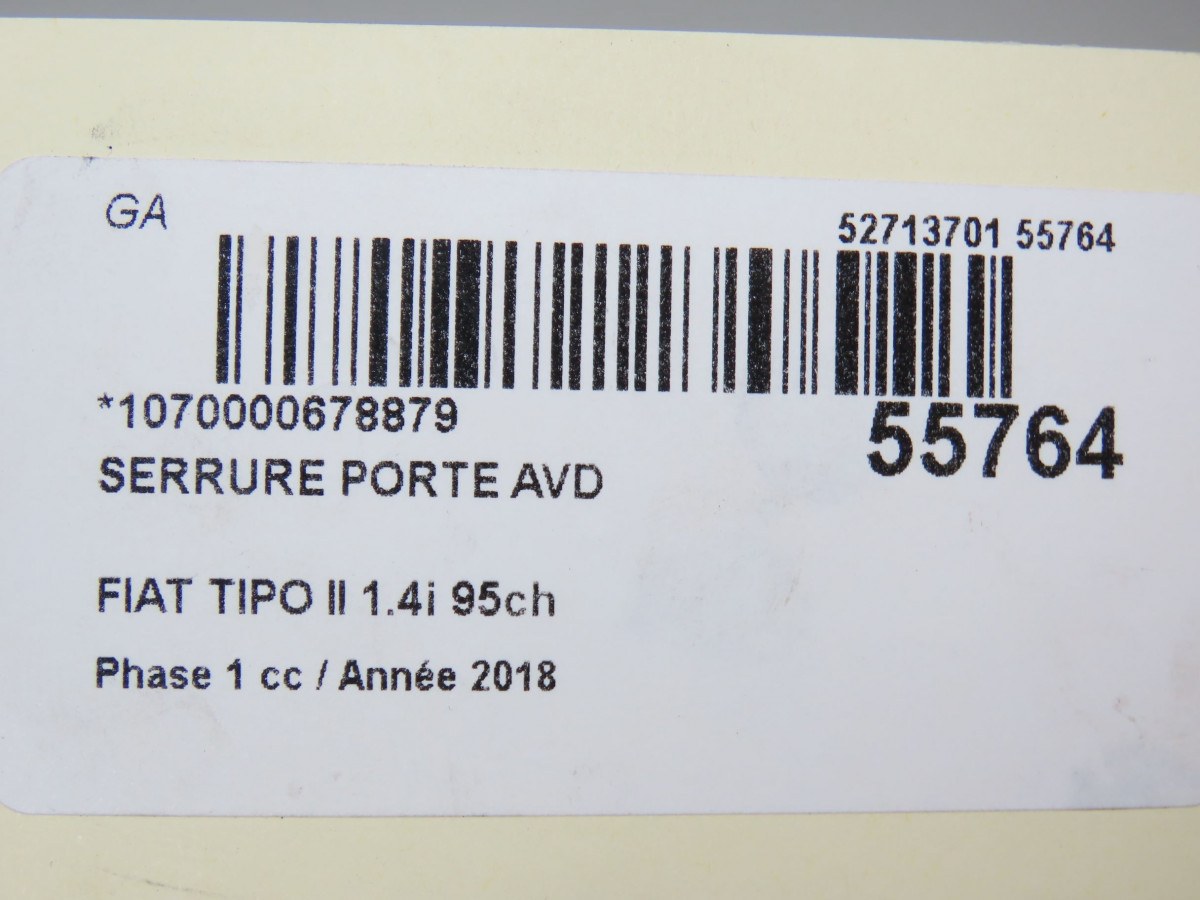 GA
52713701 55764
*1070000678879
55764
SERRURE PORTE AVD
FIAT TIPO II 1.4i 95ch
Phase 1 cc / Année 2018